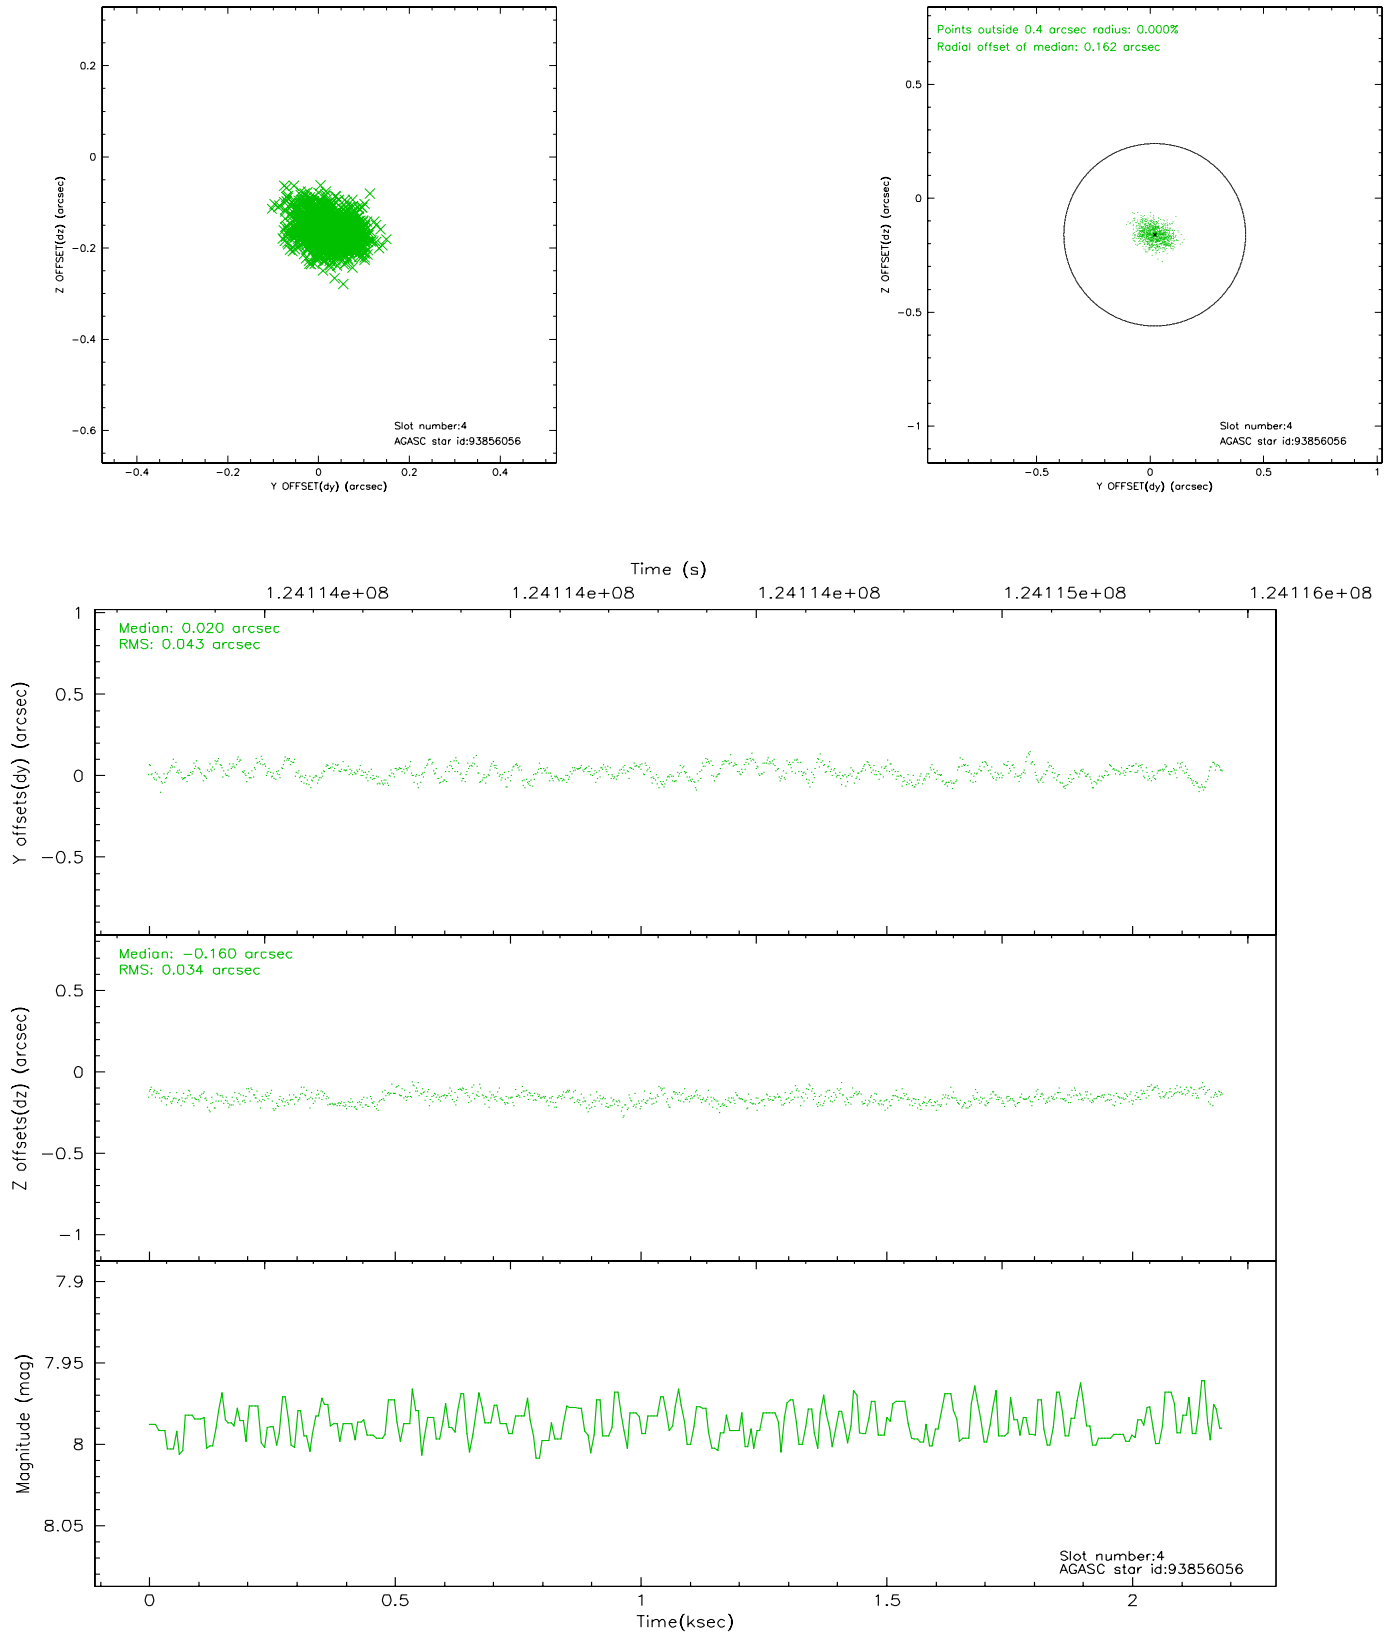 0.2
0
−0.2
−0.4
−0.6
Z OFFSET(dz) (arcsec)
Slot number:4
AGASC star id:93856056
−0.4
−0.2
0
0.2
0.4
Y OFFSET(dy) (arcsec)
Points outside 0.4 arcsec radius: 0.000%
Radial offset of median: 0.162 arcsec
0.5
0
−0.5
−1
Z OFFSET(dz) (arcsec)
Slot number:4
AGASC star id:93856056
−0.5
0
0.5
1
Y OFFSET(dy) (arcsec)
Time (s)
1.24114e+08
1.24114e+08
1.24114e+08
1.24115e+08
1.24116e+08
Median: 0.020 arcsec
RMS: 0.043 arcsec
1
0.5
0
−0.5
Y offsets(dy) (arcsec)
Median: −0.160 arcsec
RMS: 0.034 arcsec
0.5
0
−0.5
−1
Z offsets(dz) (arcsec)
7.9
7.95
8
8.05
Magnitude (mag)
Slot number:4
AGASC star id:93856056
0
0.5
1
1.5
2
Time(ksec)